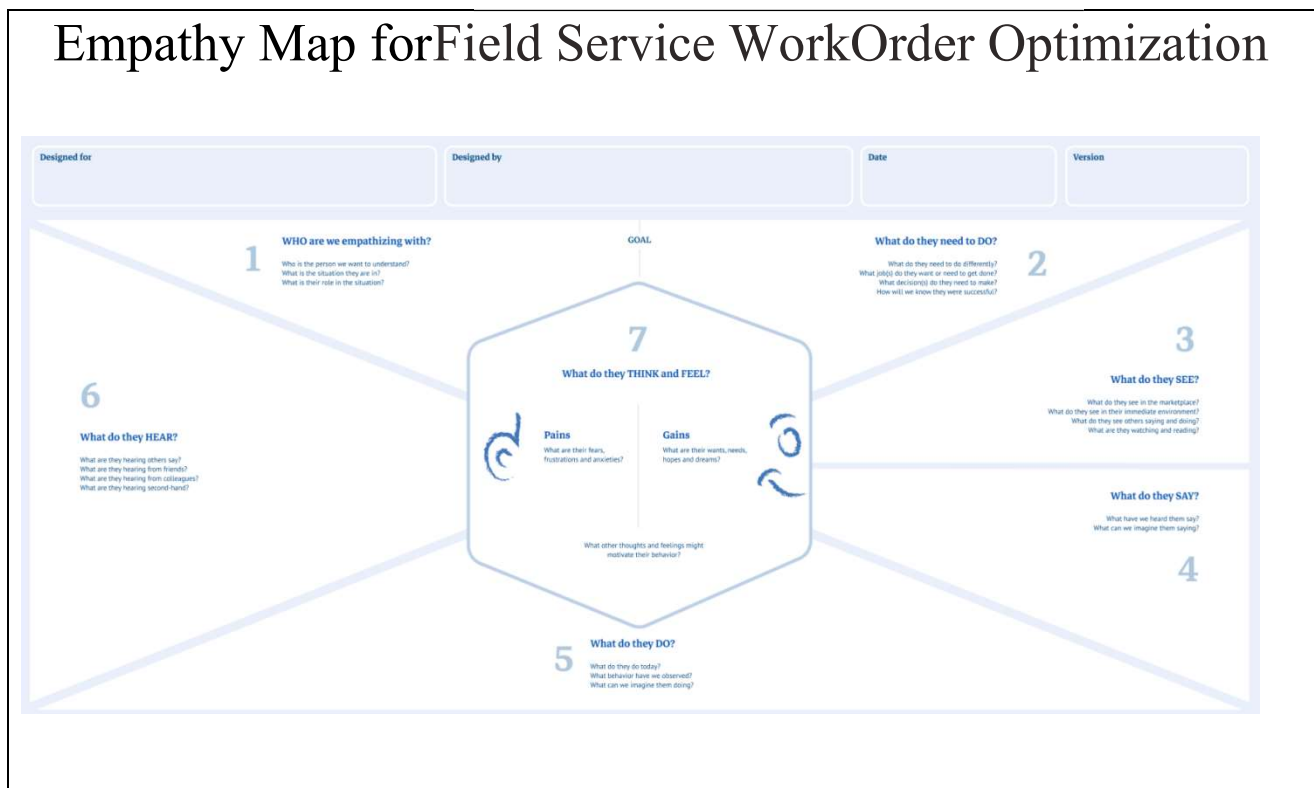 Empathy Map forField Service WorkOrder Optimization
Designed for
Designed by
Date
Version
1
WHO are we empathizing with?
Who is the person we want to understand?
What is the situation they are in?
What is their role in the situation?
GOAL
What do they need to DO?
What do they need to do differently?
What job(s) do they want or need to get done?
What decision(s) do they need to make?
How will we know they were successful?
2
3
What do they SEE?
What do they see in the marketplace?
What do they see in their immediate environment?
What do they see others saying and doing?
What are they watching and reading?
What do they SAY?
What have we heard them say?
What can we imagine them saying?
4
5
What do they DO?
What do they do today?
What behavior have we observed?
What can we imagine them doing?
6
What do they HEAR?
What are they hearing others say?
What are they hearing from friends?
What are they hearing from colleagues?
What are they hearing second-hand?
7
What do they THINK and FEEL?
Pains
What are their fears,
frustrations and anxieties?
Gains
What are their wants, needs,
hopes and dreams?
What other thoughts and feelings might
motivate their behavior?